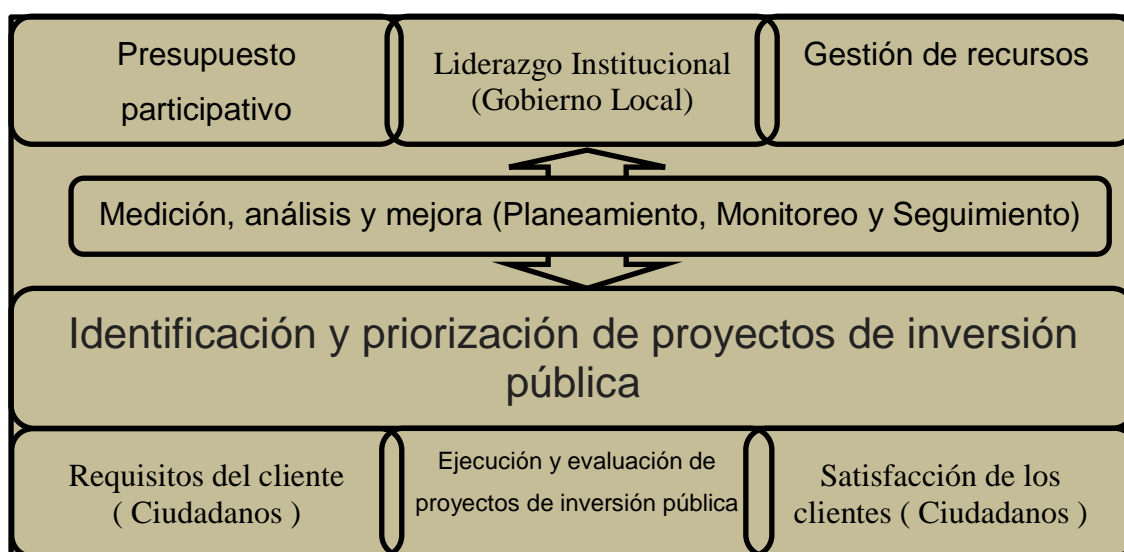 Presupuesto
participativo
Liderazgo Institucional
(Gobierno Local)
Gestión de recursos
Medición, análisis y mejora (Planeamiento, Monitoreo y Seguimiento)
Identificación y priorización de proyectos de inversión
pública
Requisitos del cliente
( Ciudadanos )
Ejecución y evaluación de
proyectos de inversión pública
Satisfacción de los
clientes ( Ciudadanos )